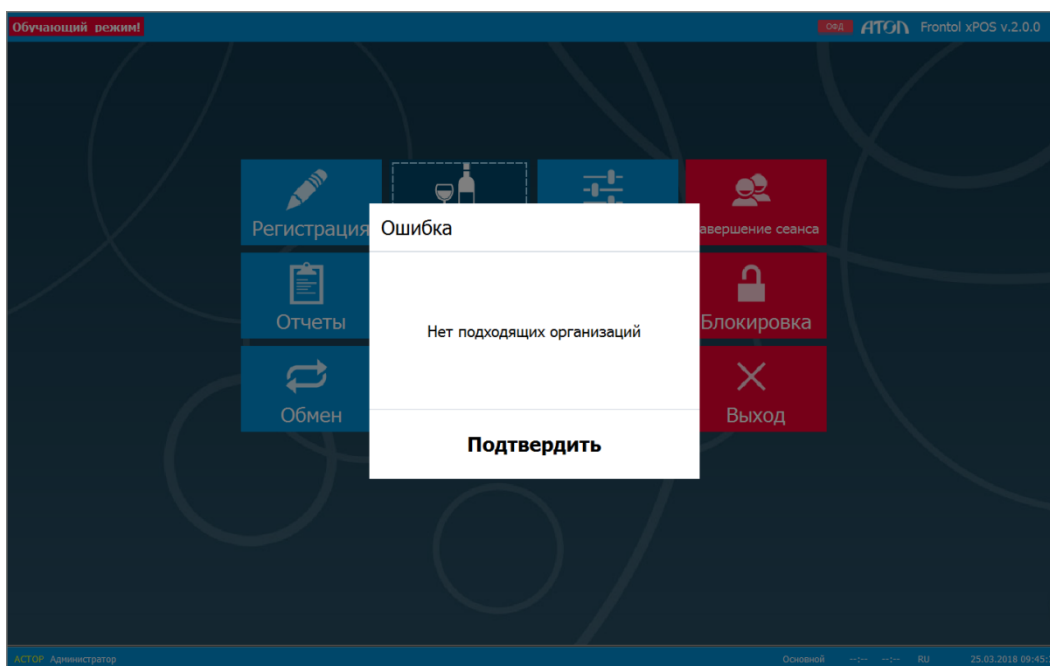 Обучающий режим!
ОФД АТОЛ Frontol xPOS v.2.0.0
Регистрация
авершение сеанса
Ошибка
Нет подходящих организаций
Подтвердить
Отчеты
Блокировка
Обмен
Выход
АСТОР Администратор
Основной --:-- --:-- RU 25.03.2018 09:45: